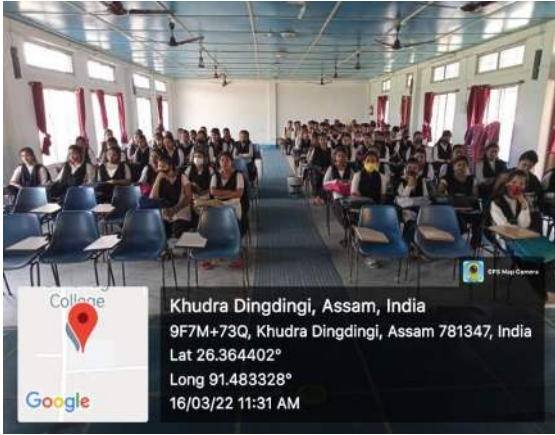 GPS Map Camera
College
Google
Khudra Dingdingi, Assam, India
9F7M+73Q, Khudra Dingdingi, Assam 781347, India
Lat 26.364402°
Long 91.483328°
16/03/22 11:31 AM